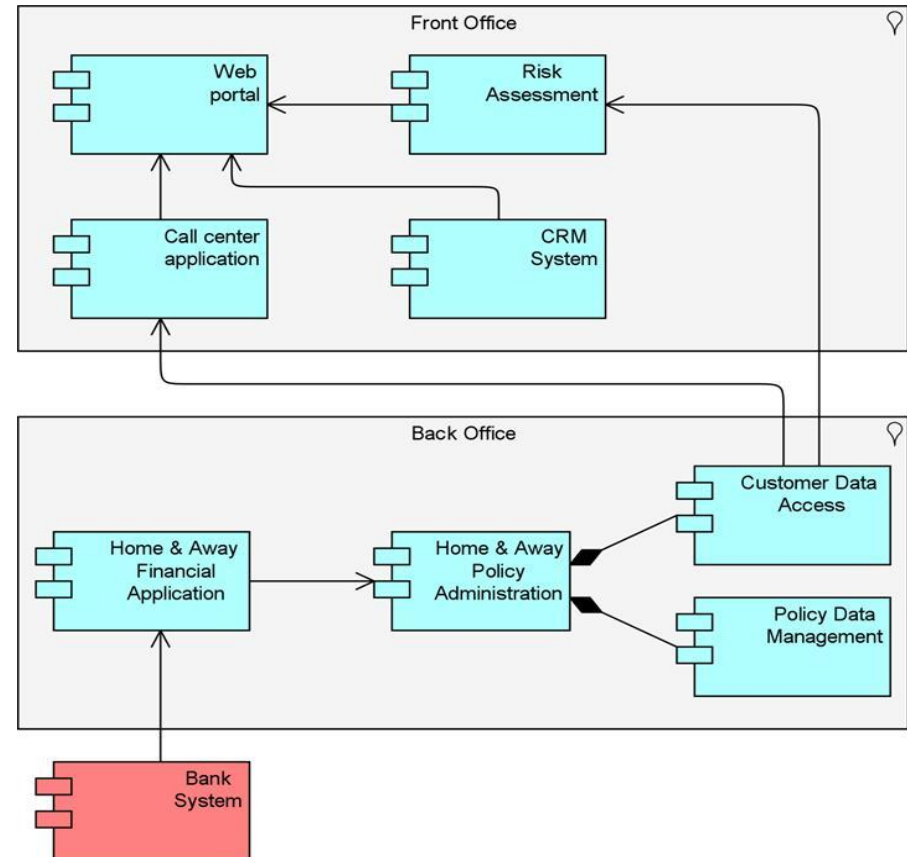 Front Office
Web
portal
Risk
Assessment
Call center
application
CRM
System
Back Office
Customer Data
Access
Home & Away
Financial
Application
Home & Away
Policy
Administration
Policy Data
Management
Bank
System